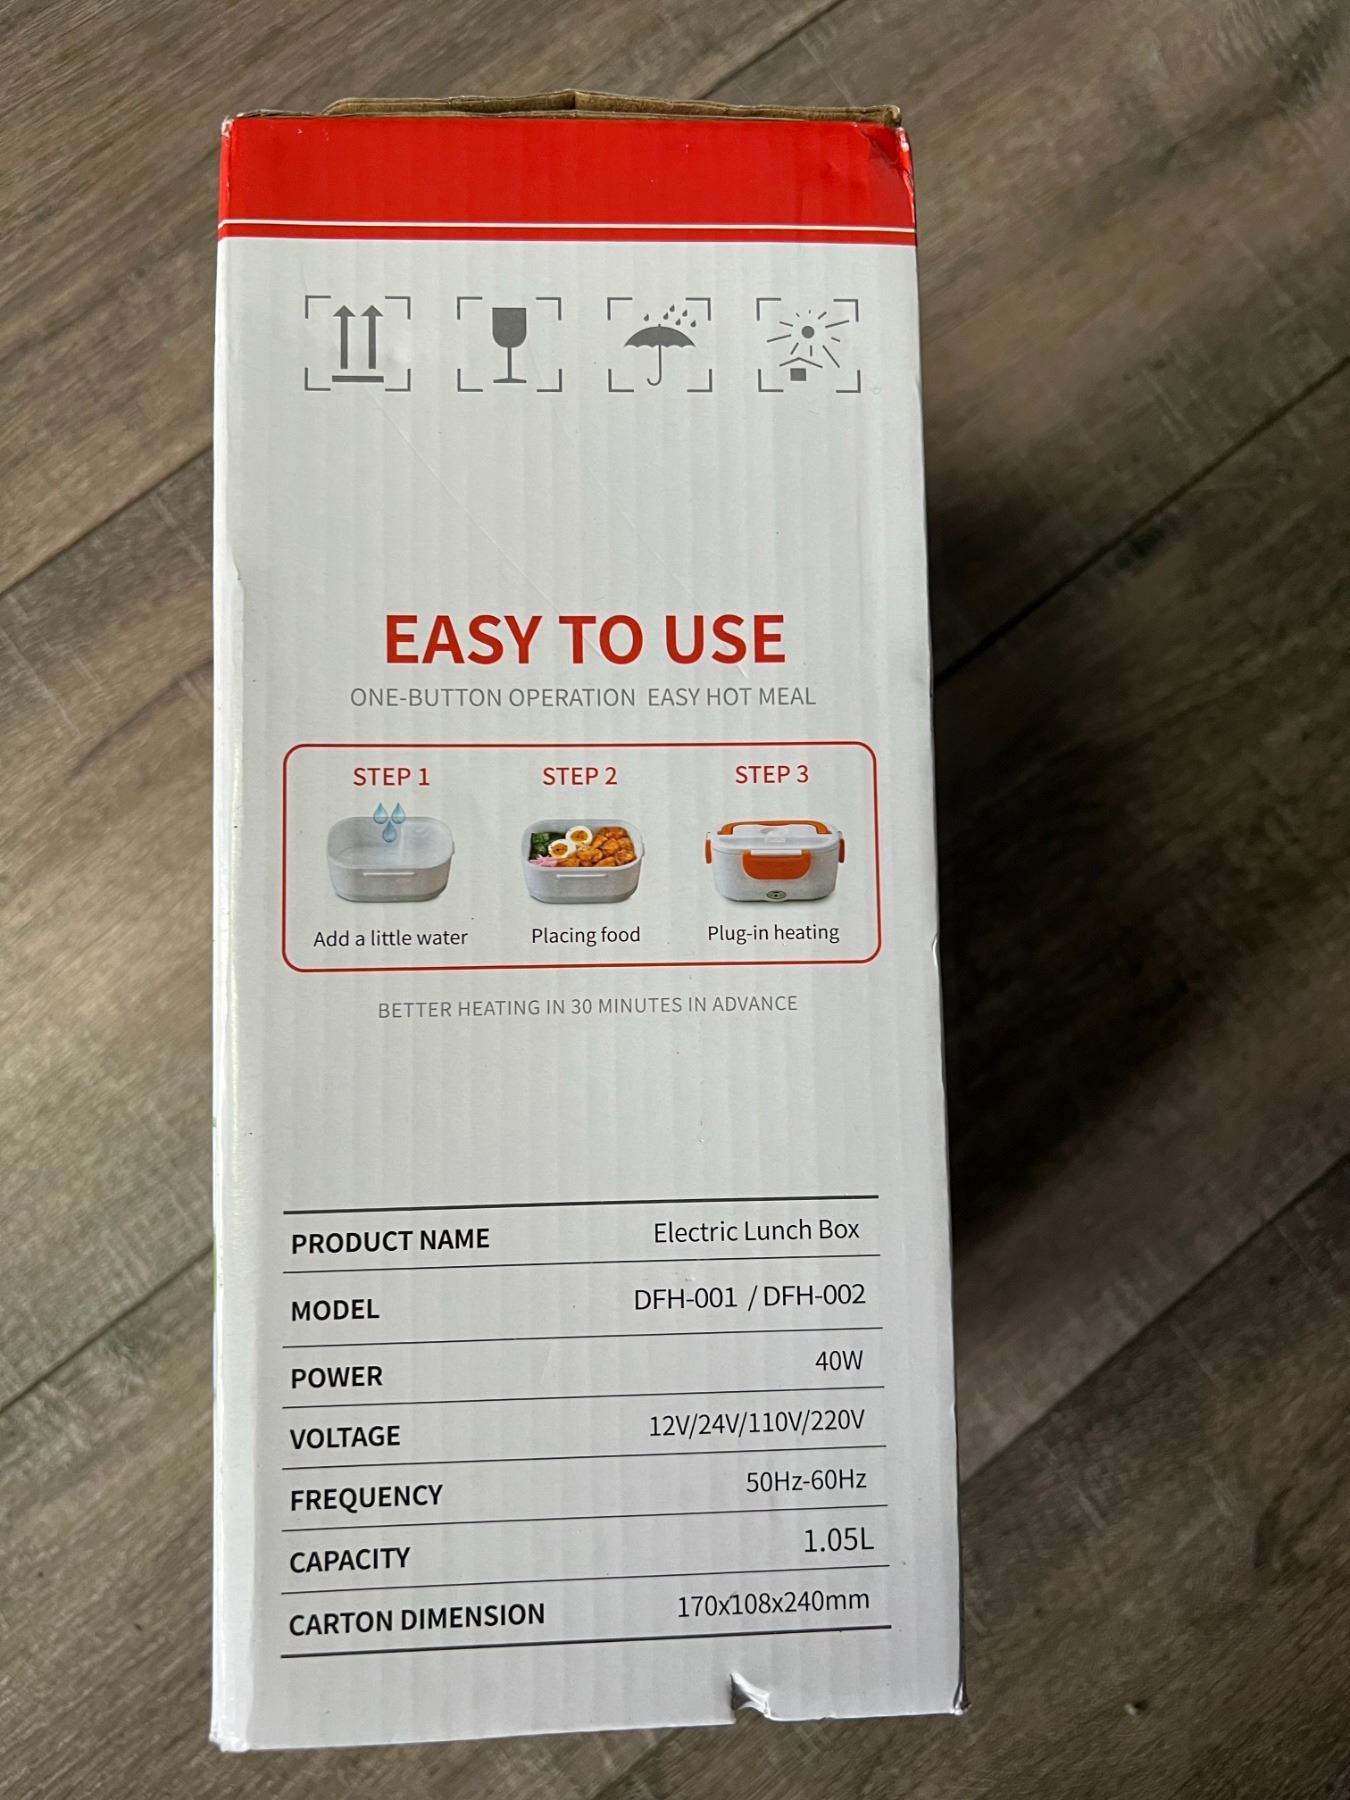 EASY TO USE
ONE-BUTTON OPERATION EASY HOT MEAL
STEP 1 STEP 2 STEP 3
Add a little water Placing food Plug-in heating
BETTER HEATING IN 30 MINUTES IN ADVANCE
PRODUCT NAME Electric Lunch Box
MODEL DFH-001 / DFH-002
POWER 40W
VOLTAGE 12V/24V/110V/220V
FREQUENCY 50Hz-60Hz
CAPACITY 1.05L
CARTON DIMENSION 170x108x240mm